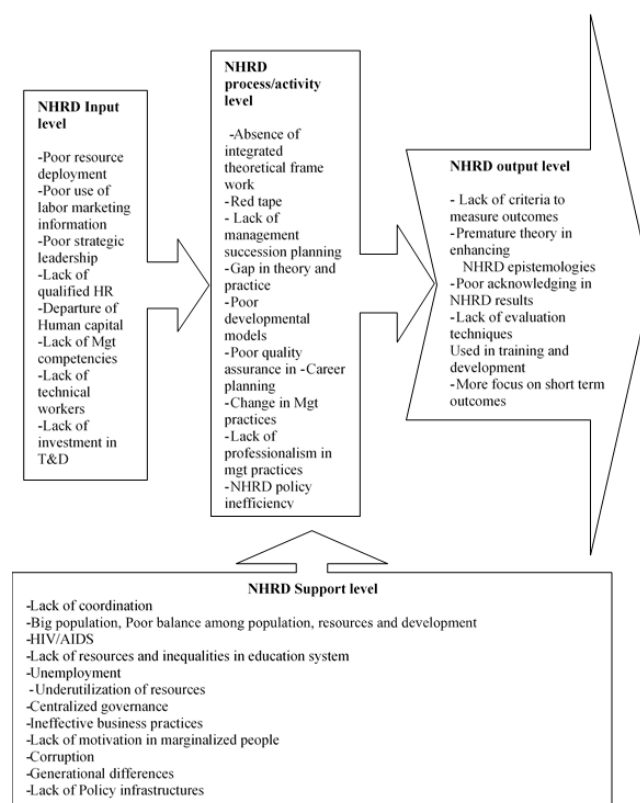 NHRD Input
level
-Poor resource
deployment
-Poor use of
labor marketing
information
-Poor strategic
leadership
-Lack of
qualified HR
-Departure of
Human capital
-Lack of Mgt
competencies
-Lack of
technical
workers
-Lack of
investment in
T&D
NHRD
process/activity
level
-Absence of
integrated
theoretical frame
work
-Red tape
- Lack of
management
succession planning
-Gap in theory and
practice
-Poor
developmental
models
-Poor quality
assurance in -Career
planning
-Change in Mgt
practices
-Lack of
professionalism in
mgt practices
-NHRD policy
inefficiency
NHRD output level
- Lack of criteria to
measure outcomes
-Premature theory in
enhancing
NHRD epistemologies
-Poor acknowledging in
NHRD results
-Lack of evaluation
techniques
Used in training and
development
-More focus on short term
outcomes
NHRD Support level
-Lack of coordination
-Big population, Poor balance among population, resources and development
-HIV/AIDS
-Lack of resources and inequalities in education system
-Unemployment
-Underutilization of resources
-Centralized governance
-Ineffective business practices
-Lack of motivation in marginalized people
-Corruption
-Generational differences
-Lack of Policy infrastructures